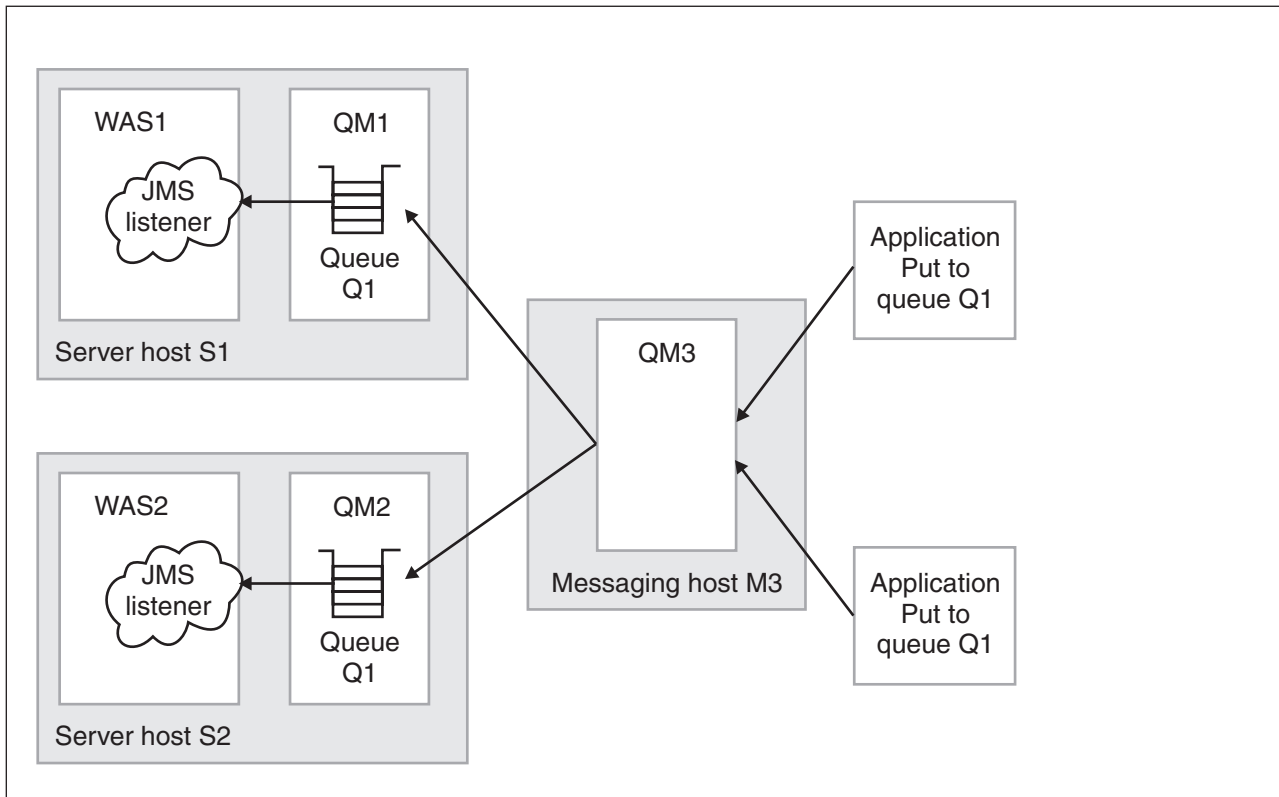 WAS1
QM1
JMS
listener
Queue
Q1
Server host S1
WAS2
QM2
JMS
listener
Queue
Q1
Server host S2
QM3
Messaging host M3
Application
Put to
queue Q1
Application
Put to
queue Q1